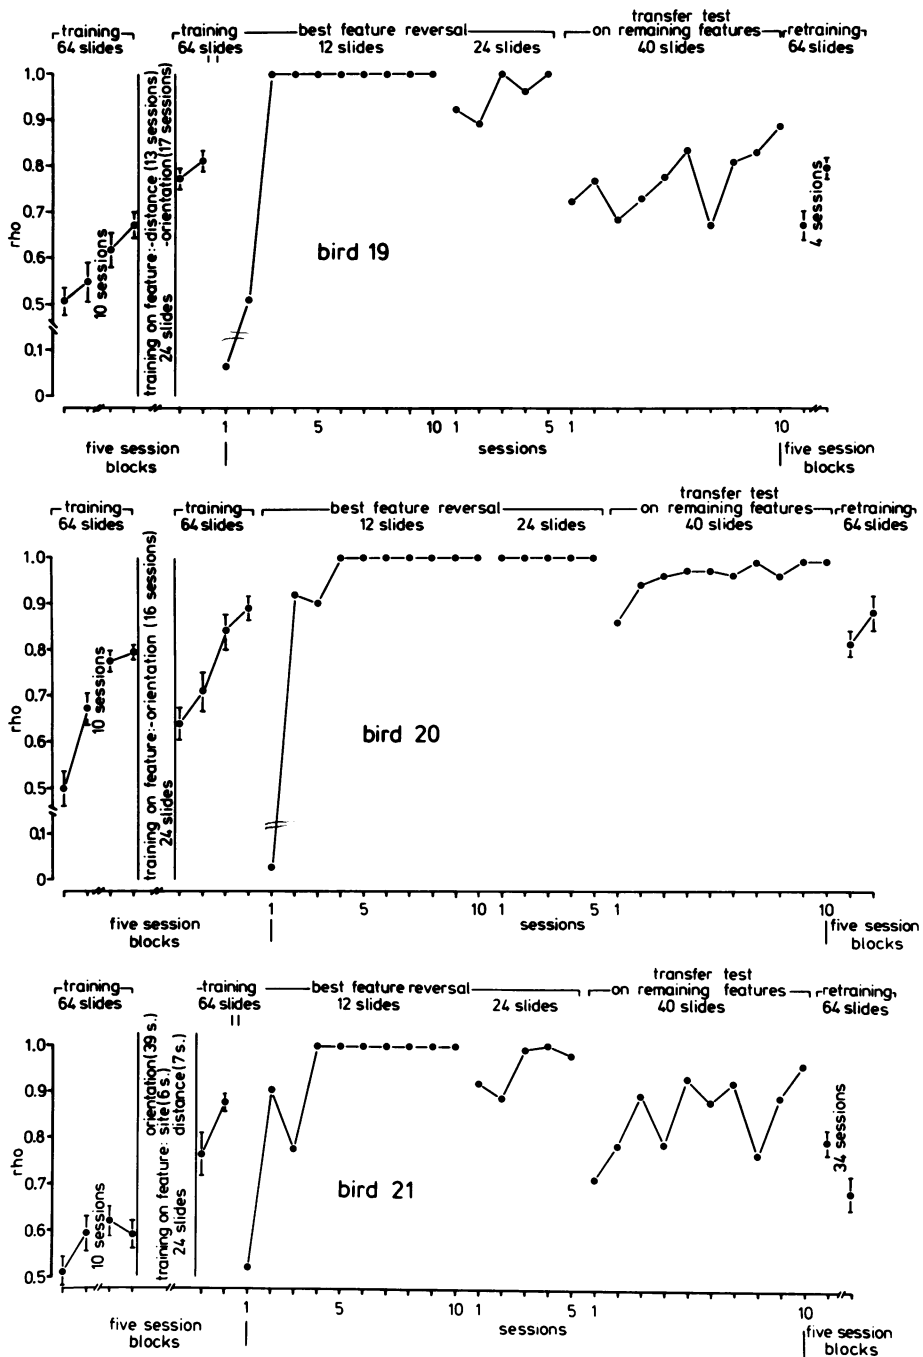 training
64 slides
training
64 slides
best feature reversal
12 slides
24 slides
transfer test
on remaining features
40 slides
retraining
64 slides
1.0
0.9
0.8
0.7
0.6
0.5
0.1
0
rho
10 sessions
training on feature:-distance (13 sessions)
-orientation (17 sessions)
24 slides
bird 19
4 sessions
1
5
10
1
5
1
10
five session
blocks
sessions
five session
blocks
training
64 slides
training
64 slides
best feature reversal
12 slides
24 slides
transfer test
on remaining features
40 slides
retraining
64 slides
1.0
0.9
0.8
0.7
0.6
0.5
0.1
0
rho
10 sessions
training on feature:-orientation (16 sessions)
24 slides
bird 20
1
5
10
1
5
1
10
five session
blocks
sessions
five session
blocks
training
64 slides
training
64 slides
best feature reversal
12 slides
24 slides
transfer test
on remaining features
40 slides
retraining
64 slides
1.0
0.9
0.8
0.7
0.6
0.5
rho
10 sessions
orientation (39 s.)
training on feature: site (6 s.)
distance (7 s.)
24 slides
bird 21
34 sessions
1
5
10
1
5
1
10
five session
blocks
sessions
five session
blocks